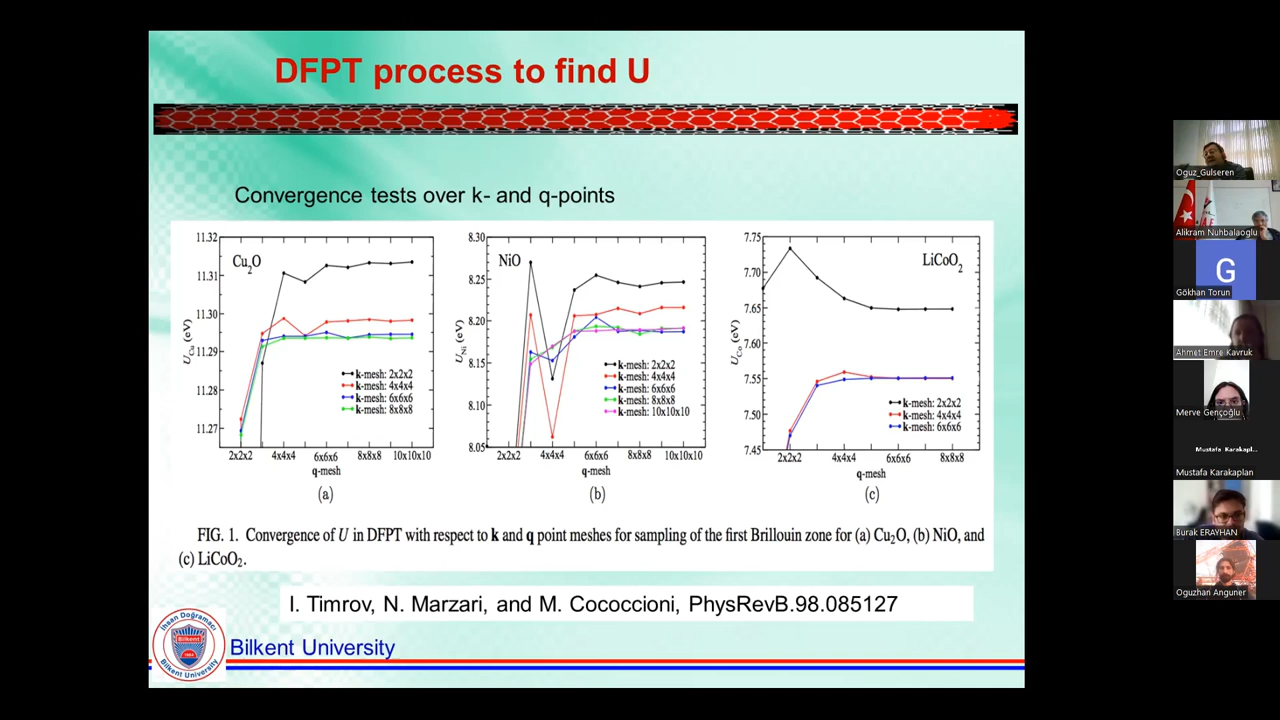 DFPT process to find U
Convergence tests over k- and q-points
11.32
11.31
11.30
11.29
11.28
11.27
U_Cu (eV)
Cu₂O
k-mesh: 2x2x2
k-mesh: 4x4x4
k-mesh: 6x6x6
k-mesh: 8x8x8
2x2x2 4x4x4 6x6x6 8x8x8 10x10x10
q-mesh
(a)
8.30
8.25
8.20
8.15
8.10
8.05
U_Ni (eV)
NiO
k-mesh: 2x2x2
k-mesh: 4x4x4
k-mesh: 6x6x6
k-mesh: 8x8x8
k-mesh: 10x10x10
2x2x2 4x4x4 6x6x6 8x8x8 10x10x10
q-mesh
(b)
7.75
7.70
7.65
7.60
7.55
7.50
7.45
U_Co (eV)
LiCoO₂
k-mesh: 2x2x2
k-mesh: 4x4x4
k-mesh: 6x6x6
2x2x2 4x4x4 6x6x6 8x8x8
q-mesh
(c)
FIG. 1. Convergence of U in DFPT with respect to k and q point meshes for sampling of the first Brillouin zone for (a) Cu₂O, (b) NiO, and
(c) LiCoO₂.
I. Timrov, N. Marzari, and M. Cococcioni, PhysRevB.98.085127
İhsan Doğramacı
Bilkent
Bilkent University
Bilkent University
Oguz_Gulseren
Alikram Nuhbalaoglu
G
Gökhan Torun
Ahmet Emre Kavruk
Merve Gençoğlu
Mustafa Karakapl...
Mustafa Karakaplan
Burak ERAYHAN
Oguzhan Anguner